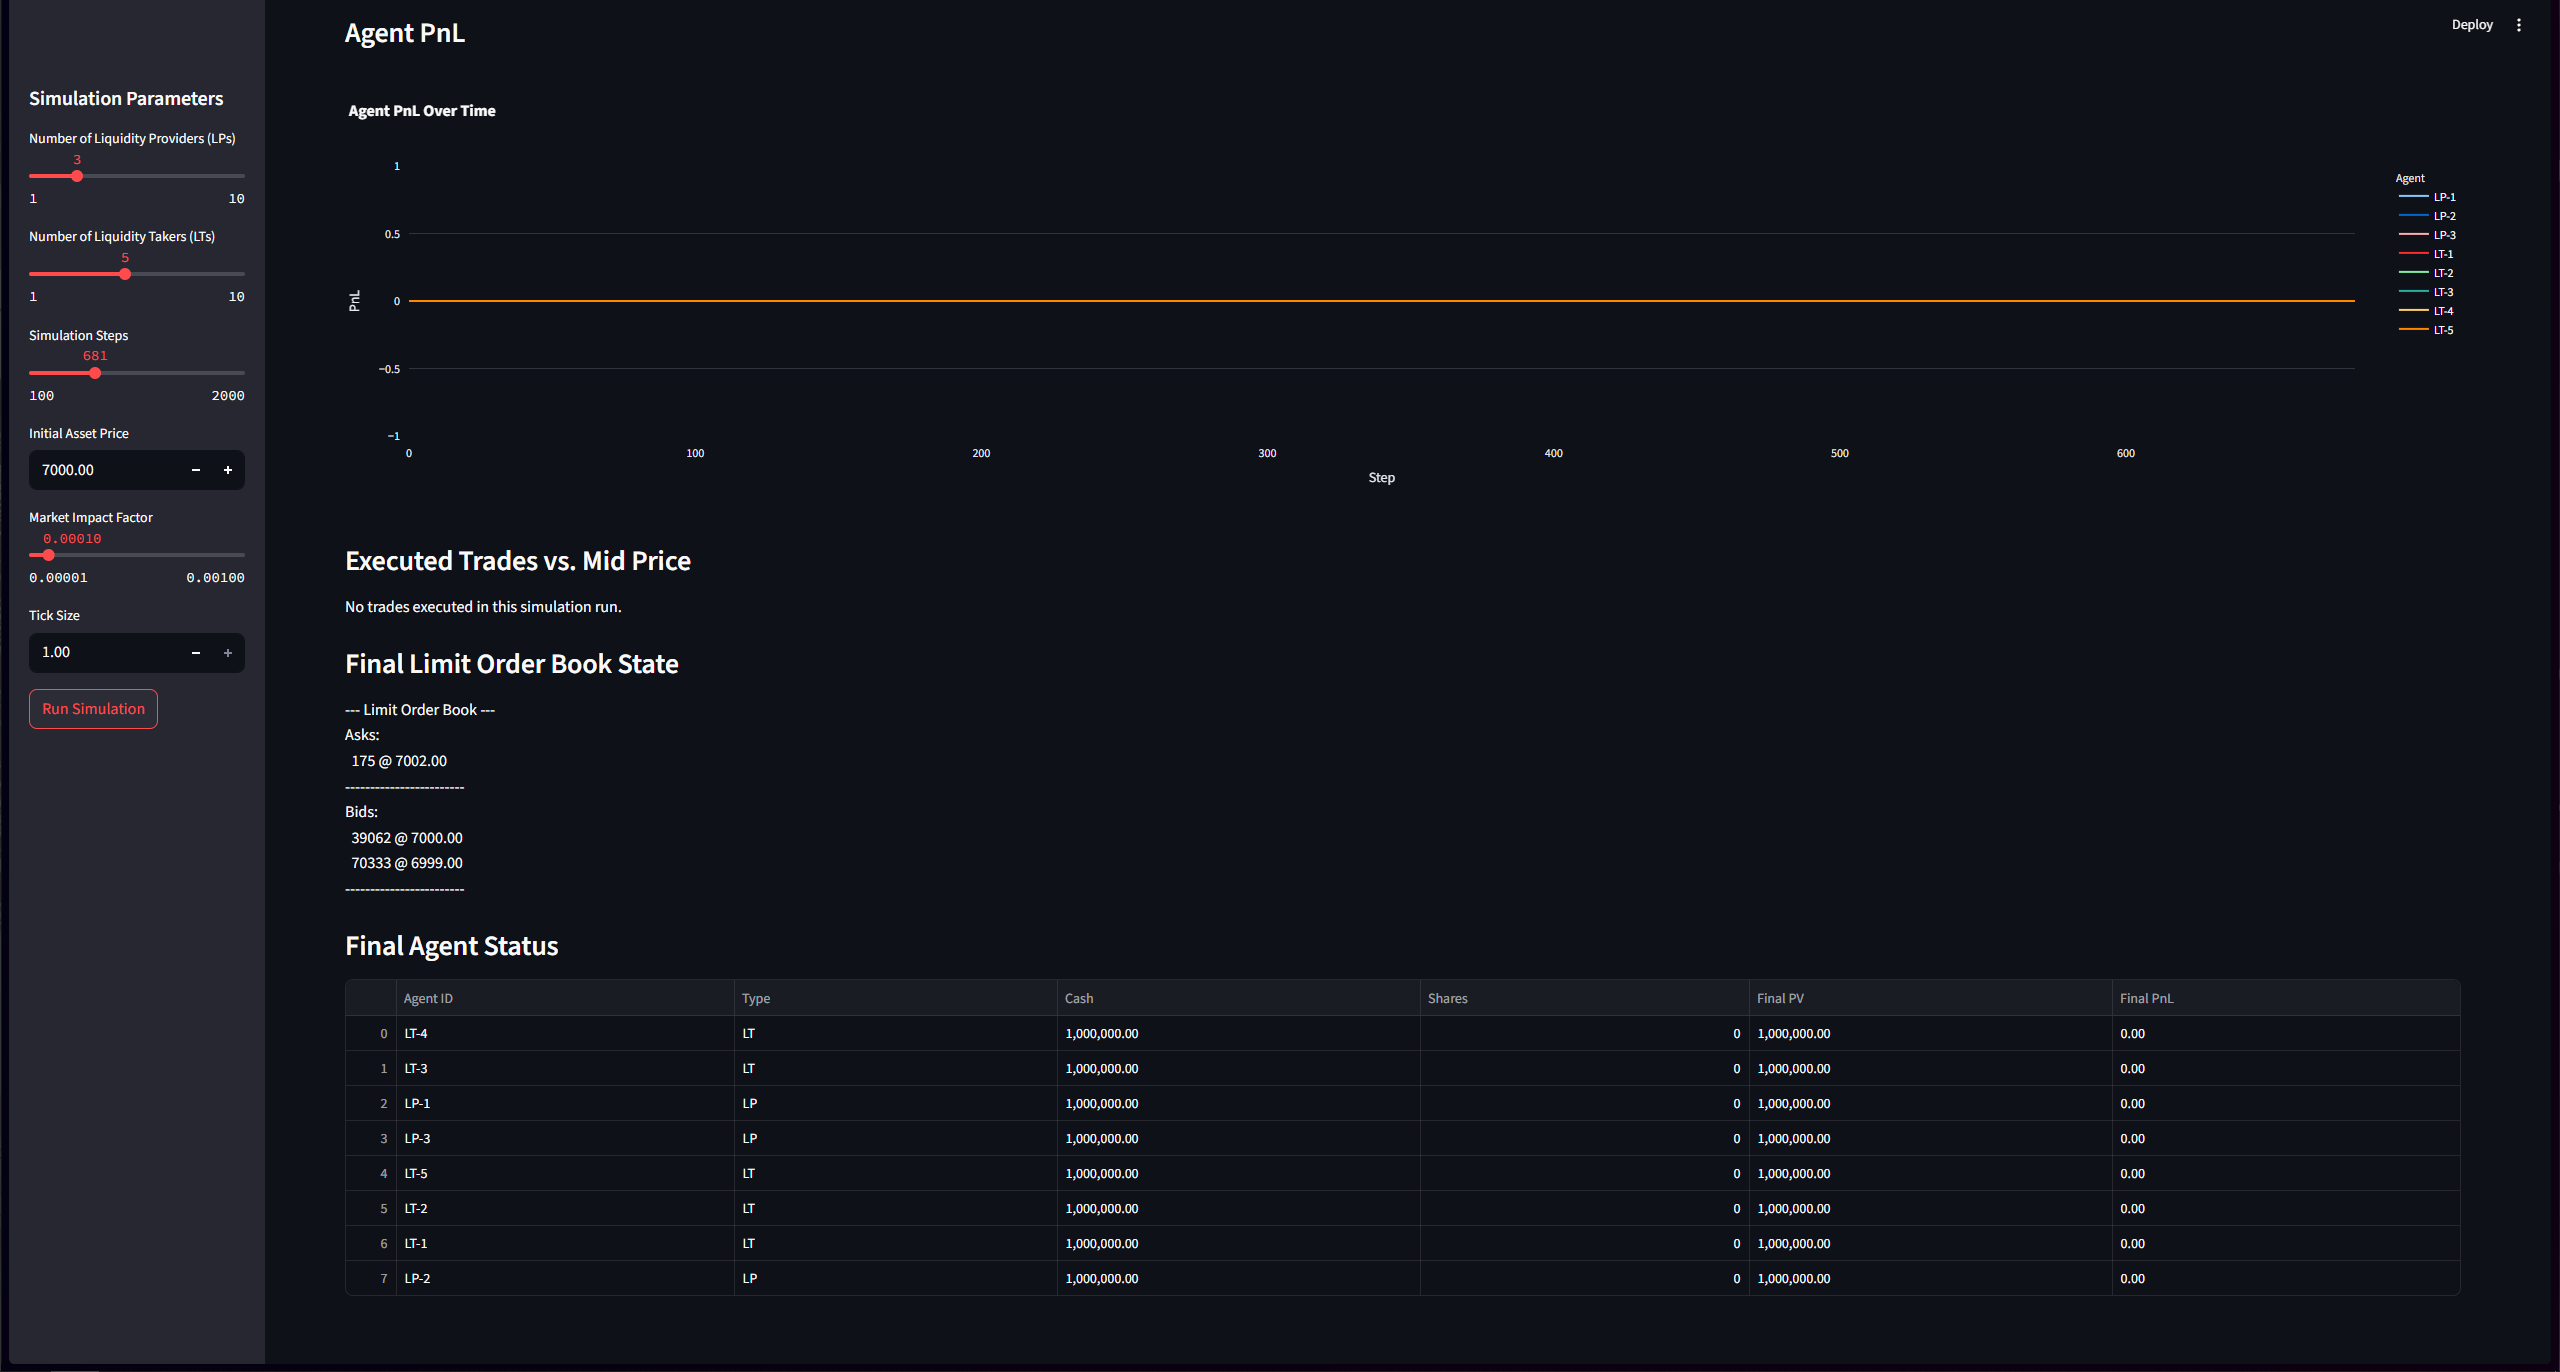 Deploy
Simulation Parameters
Number of Liquidity Providers (LPs)
3
1 10
Number of Liquidity Takers (LTs)
5
1 10
Simulation Steps
681
100 2000
Initial Asset Price
7000.00
Market Impact Factor
0.00010
0.00001 0.00100
Tick Size
1.00
Run Simulation
Agent PnL
Agent PnL Over Time
1
0.5
0
−0.5
−1
PnL
0 100 200 300 400 500 600
Step
Agent
LP-1
LP-2
LP-3
LT-1
LT-2
LT-3
LT-4
LT-5
Executed Trades vs. Mid Price
No trades executed in this simulation run.
Final Limit Order Book State
--- Limit Order Book ---
Asks:
175 @ 7002.00
------------------------
Bids:
39062 @ 7000.00
70333 @ 6999.00
------------------------
Final Agent Status
Agent ID Type Cash Shares Final PV Final PnL
0 LT-4 LT 1,000,000.00 0 1,000,000.00 0.00
1 LT-3 LT 1,000,000.00 0 1,000,000.00 0.00
2 LP-1 LP 1,000,000.00 0 1,000,000.00 0.00
3 LP-3 LP 1,000,000.00 0 1,000,000.00 0.00
4 LT-5 LT 1,000,000.00 0 1,000,000.00 0.00
5 LT-2 LT 1,000,000.00 0 1,000,000.00 0.00
6 LT-1 LT 1,000,000.00 0 1,000,000.00 0.00
7 LP-2 LP 1,000,000.00 0 1,000,000.00 0.00